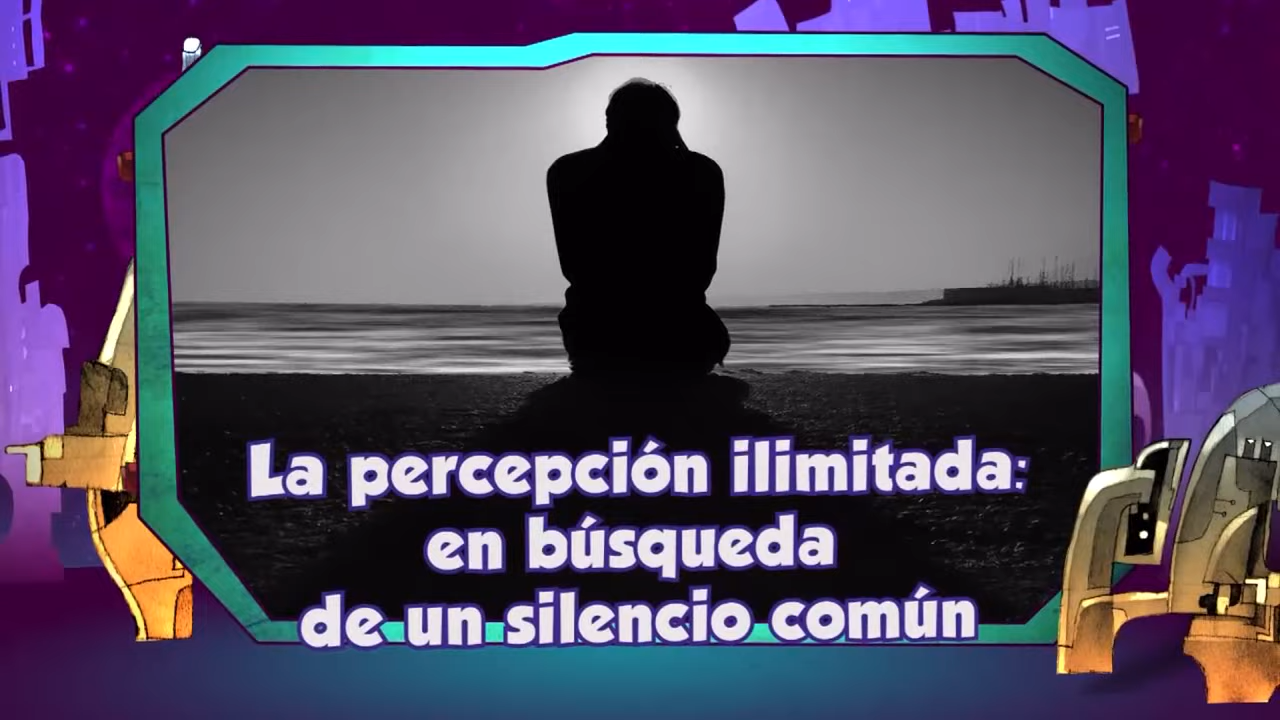 La percepción ilimitada:
en búsqueda
de un silencio común